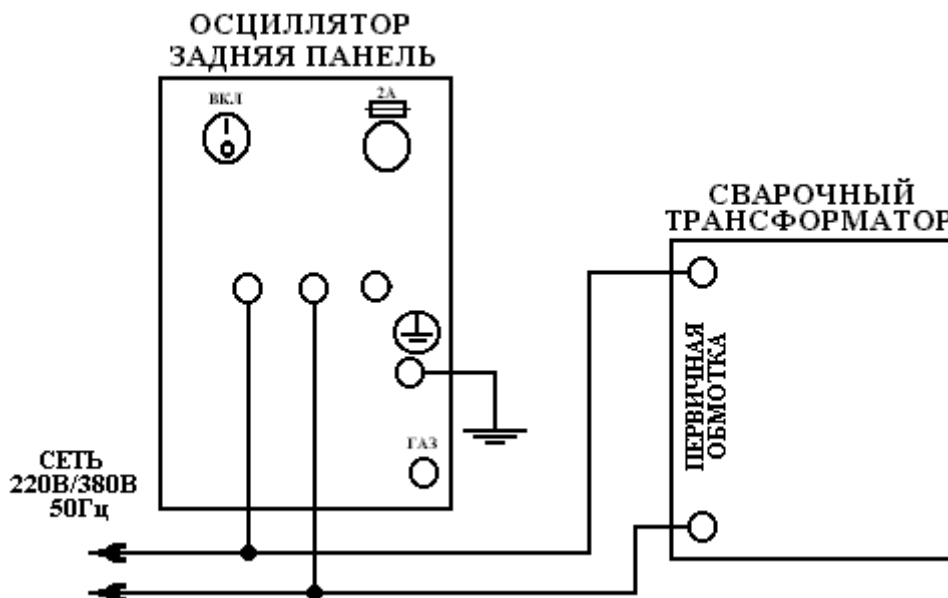 ОСЦИЛЛЯТОР
ЗАДНЯЯ ПАНЕЛЬ
ВКЛ
2А
СВАРОЧНЫЙ
ТРАНСФОРМАТОР
ПЕРВИЧНАЯ
ОБМОТКА
ГАЗ
СЕТЬ
220В/380В
50Гц